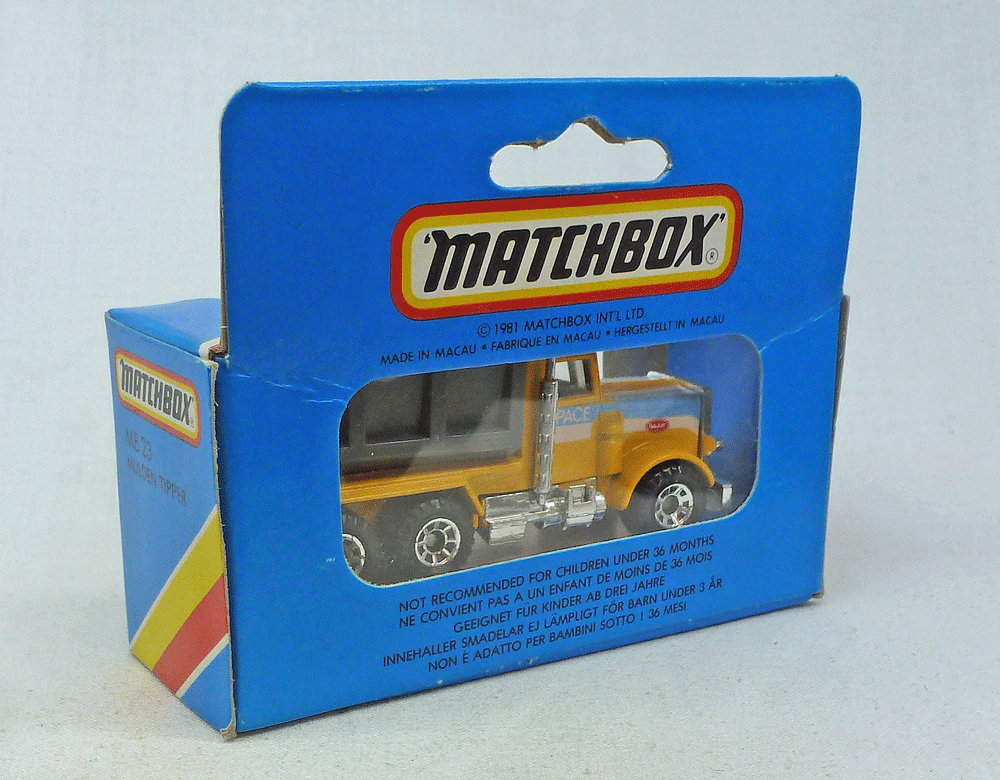 'MATCHBOX'®
© 1981 MATCHBOX INT'L LTD.
MADE IN MACAU • FABRIQUE EN MACAU • HERGESTELLT IN MACAU
PACE
Peterbilt
NOT RECOMMENDED FOR CHILDREN UNDER 36 MONTHS
NE CONVIENT PAS A UN ENFANT DE MOINS DE 36 MOIS
GEEIGNET FÜR KINDER AB DREI JAHRE
INNEHALLER SMADELAR EJ LÄMPLIGT FÖR BARN UNDER 3 ÅR
NON È ADATTO PER BAMBINI SOTTO I 36 MESI
MATCHBOX
MB 23
MULDEN TIPPER